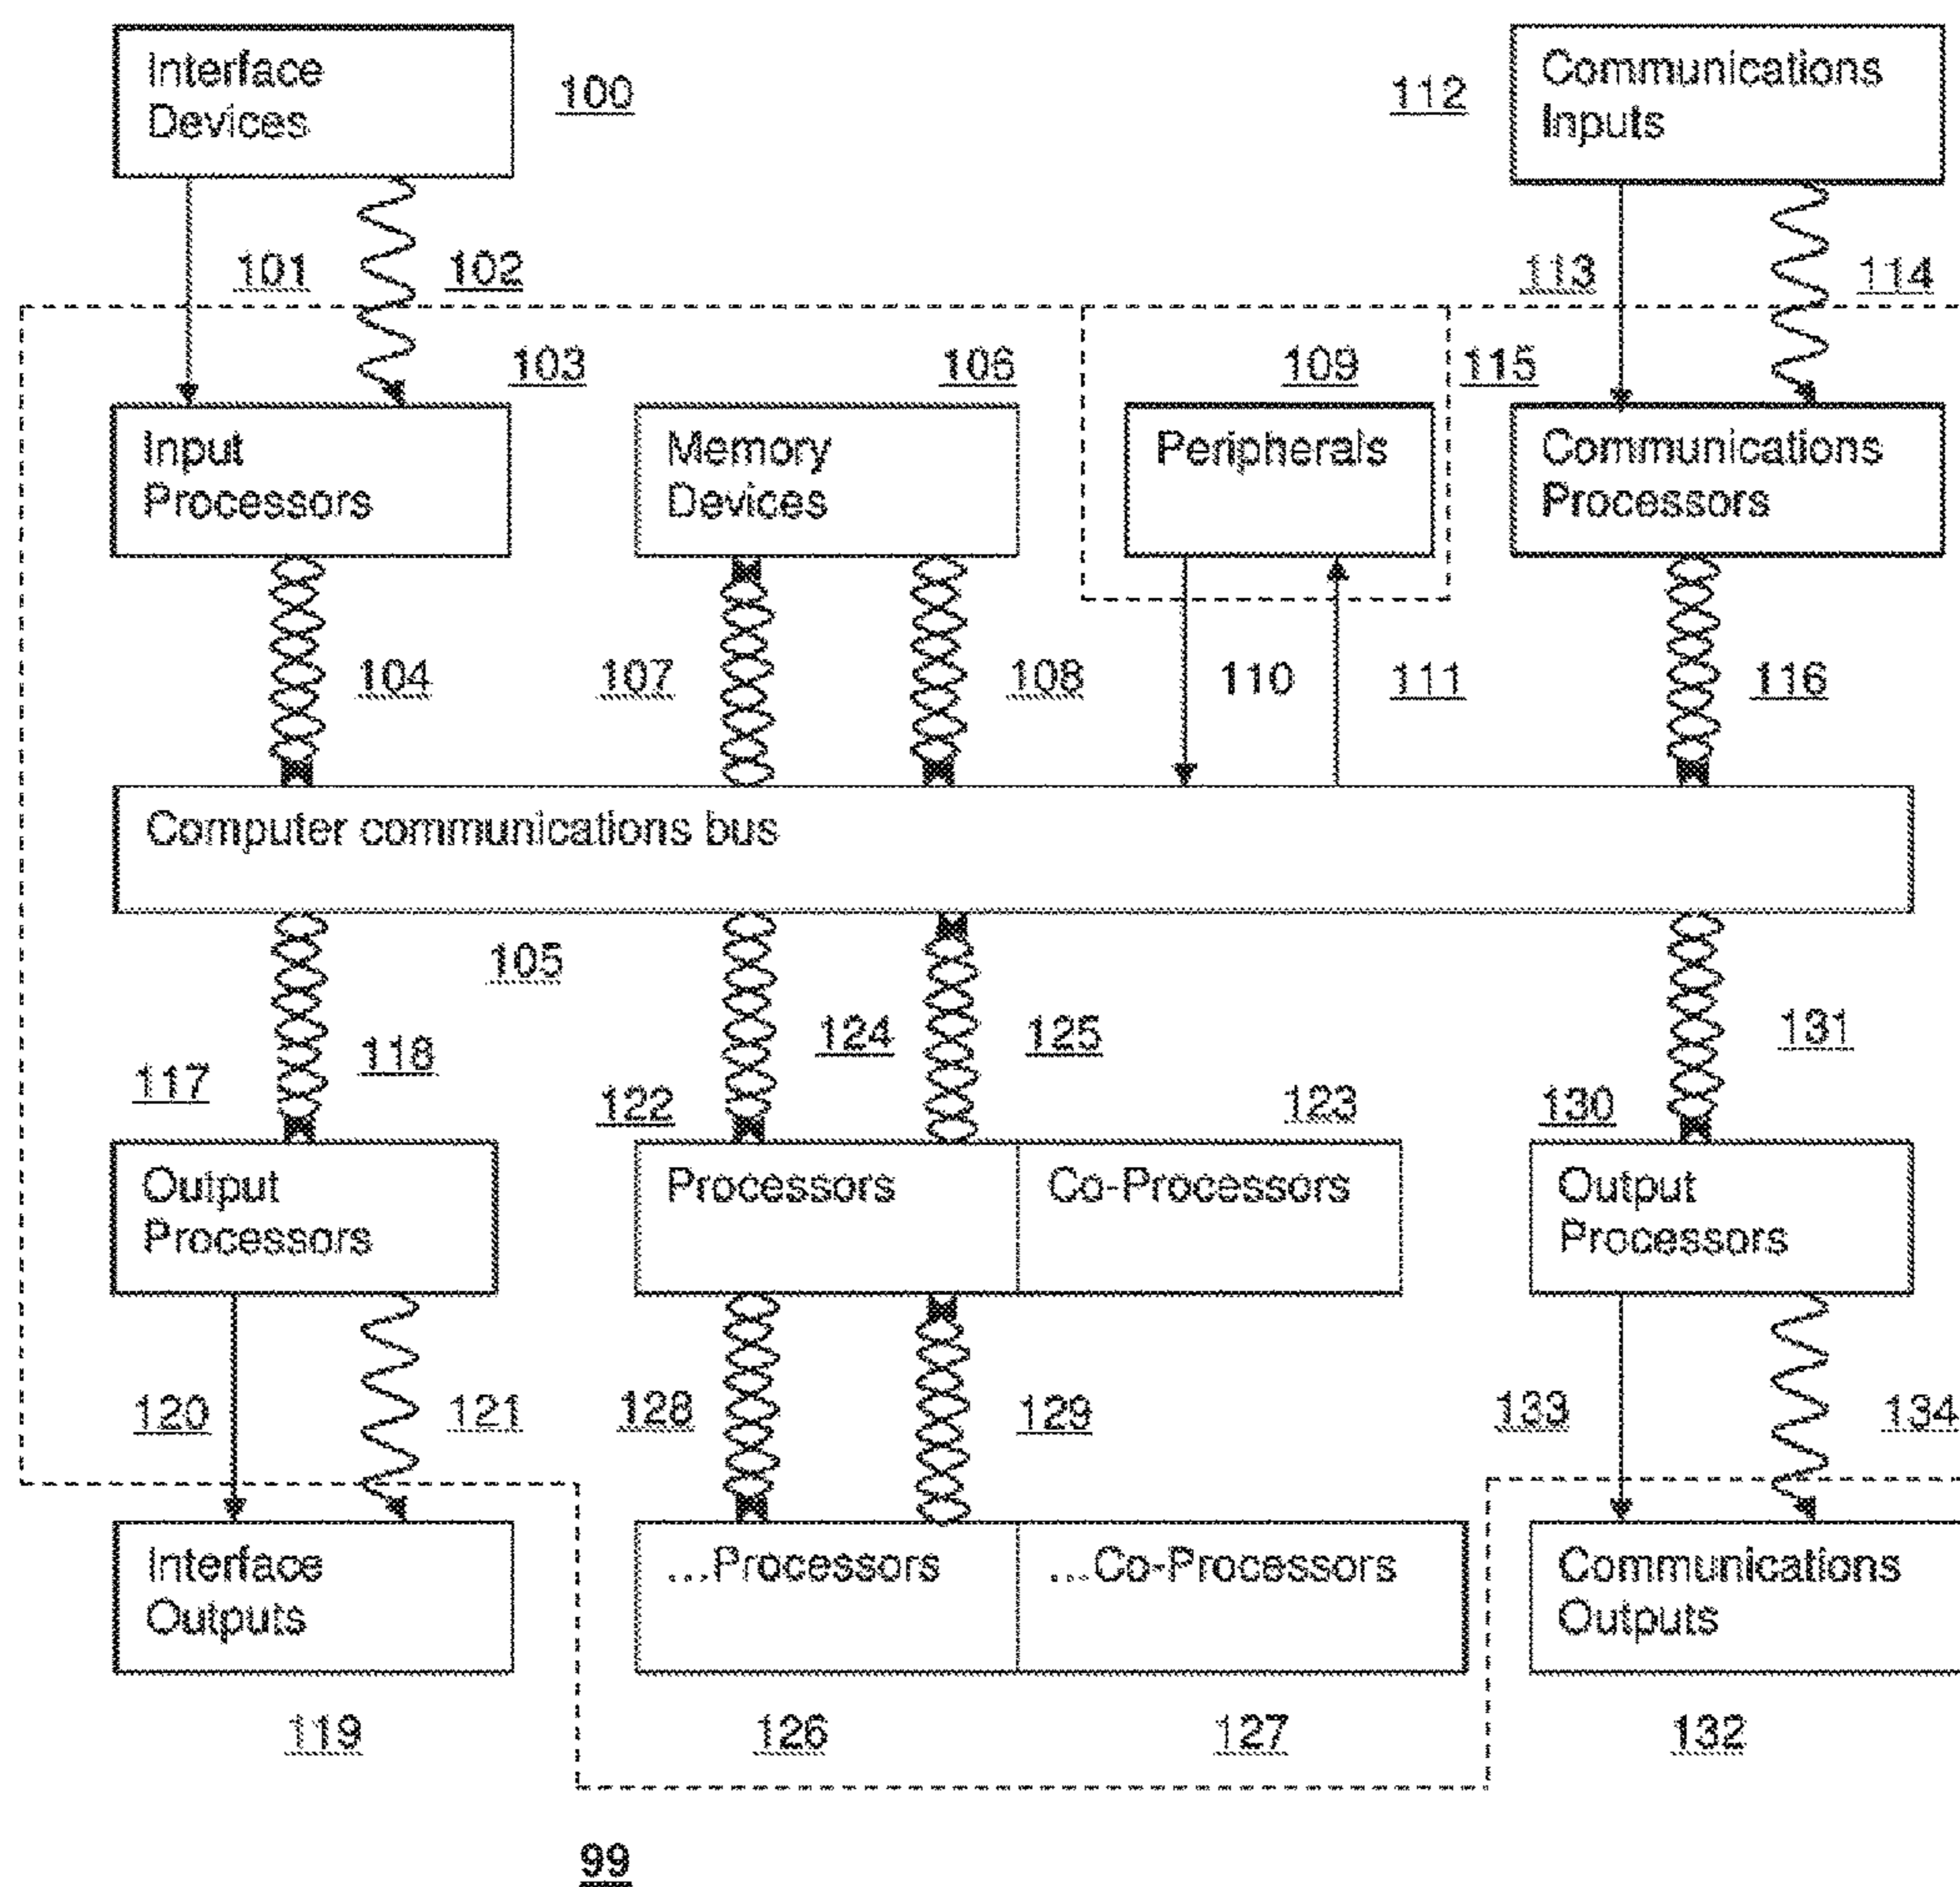 Interface
Devices
100
112
Communications
Inputs
101
102
113
114
103
106
109
115
Input
Processors
Memory
Devices
Peripherals
Communications
Processors
104
107
108
110
111
116
Computer communications bus
105
117
118
122
124
125
123
130
131
Output
Processors
Processors
Co-Processors
Output
Processors
120
121
128
129
133
134
Interface
Outputs
...Processors
...Co-Processors
Communications
Outputs
119
126
127
132
99